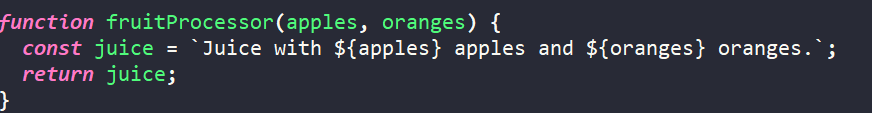 function fruitProcessor(apples, oranges) {
  const juice = `Juice with ${apples} apples and ${oranges} oranges.`;
  return juice;
}